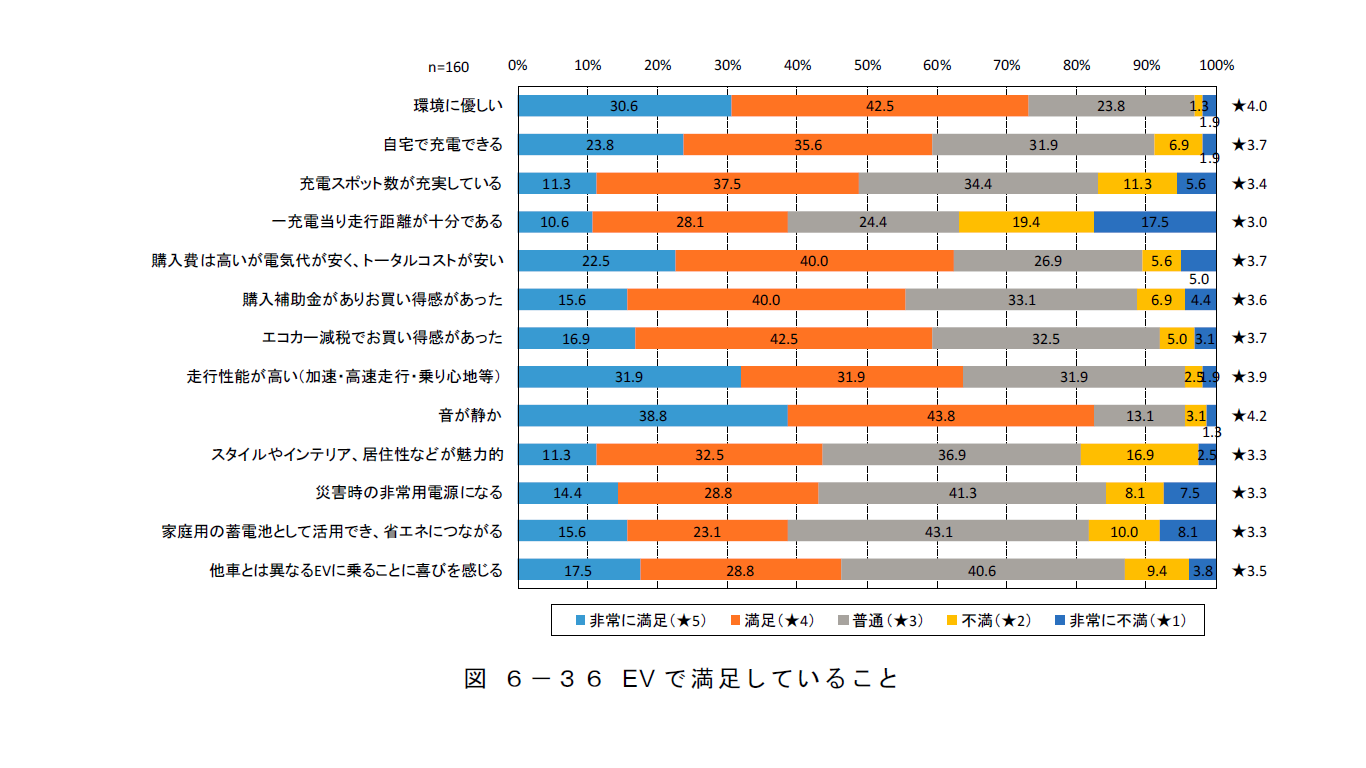 n=160 0% 10% 20% 30% 40% 50% 60% 70% 80% 90% 100%
環境に優しい 30.6 42.5 23.8 1.3 1.9 ★4.0
自宅で充電できる 23.8 35.6 31.9 6.9 1.9 ★3.7
充電スポット数が充実している 11.3 37.5 34.4 11.3 5.6 ★3.4
一充電当り走行距離が十分である 10.6 28.1 24.4 19.4 17.5 ★3.0
購入費は高いが電気代が安く、トータルコストが安い 22.5 40.0 26.9 5.6 5.0 ★3.7
購入補助金がありお買い得感があった 15.6 40.0 33.1 6.9 4.4 ★3.6
エコカー減税でお買い得感があった 16.9 42.5 32.5 5.0 3.1 ★3.7
走行性能が高い（加速・高速走行・乗り心地等） 31.9 31.9 31.9 2.5 1.9 ★3.9
音が静か 38.8 43.8 13.1 3.1 1.3 ★4.2
スタイルやインテリア、居住性などが魅力的 11.3 32.5 36.9 16.9 2.5 ★3.3
災害時の非常用電源になる 14.4 28.8 41.3 8.1 7.5 ★3.3
家庭用の蓄電池として活用でき、省エネにつながる 15.6 23.1 43.1 10.0 8.1 ★3.3
他車とは異なるEVに乗ることに喜びを感じる 17.5 28.8 40.6 9.4 3.8 ★3.5
非常に満足（★5） 満足（★4） 普通（★3） 不満（★2） 非常に不満（★1）
図 ６－３６ EVで満足していること